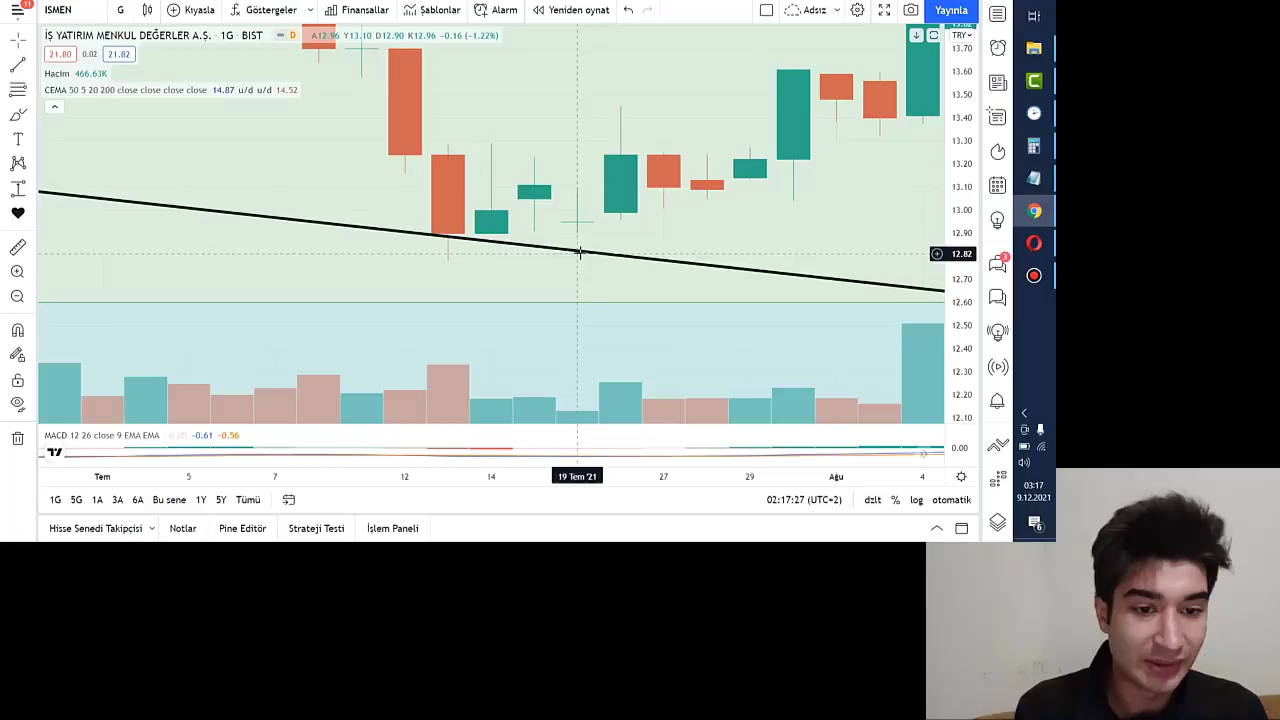 11
ISMEN
G
Kıyasla
Göstergeler
Finansallar
Şablonlar
Alarm
Yeniden oynat
Adsız
Yayınla
İŞ YATIRIM MENKUL DEĞERLER A.Ş.
1G
BIST
D
A12.96 Y13.10 D12.90 K12.96 −0.16 (−1.22%)
TRY
21.80 0.02 21.82
Hacim 466.63K
CEMA 50 5 20 200 close close close close 14.87 u/d u/d 14.52
13.70
13.60
13.50
13.40
13.30
13.20
13.10
13.00
12.90
12.82
12.70
12.60
12.50
12.40
12.30
12.20
12.10
MACD 12 26 close 9 EMA EMA 0.05 −0.61 −0.56
0.00
Tem 5 7 12 14 19 Tem '21 27 29 Ağu 4
1G 5G 1A 3A 6A Bu sene 1Y 5Y Tümü
02:17:27 (UTC+2)
dzlt % log otomatik
Hisse Senedi Takipçisi
Notlar
Pine Editör
Strateji Testi
İşlem Paneli
3
03:17
9.12.2021
6